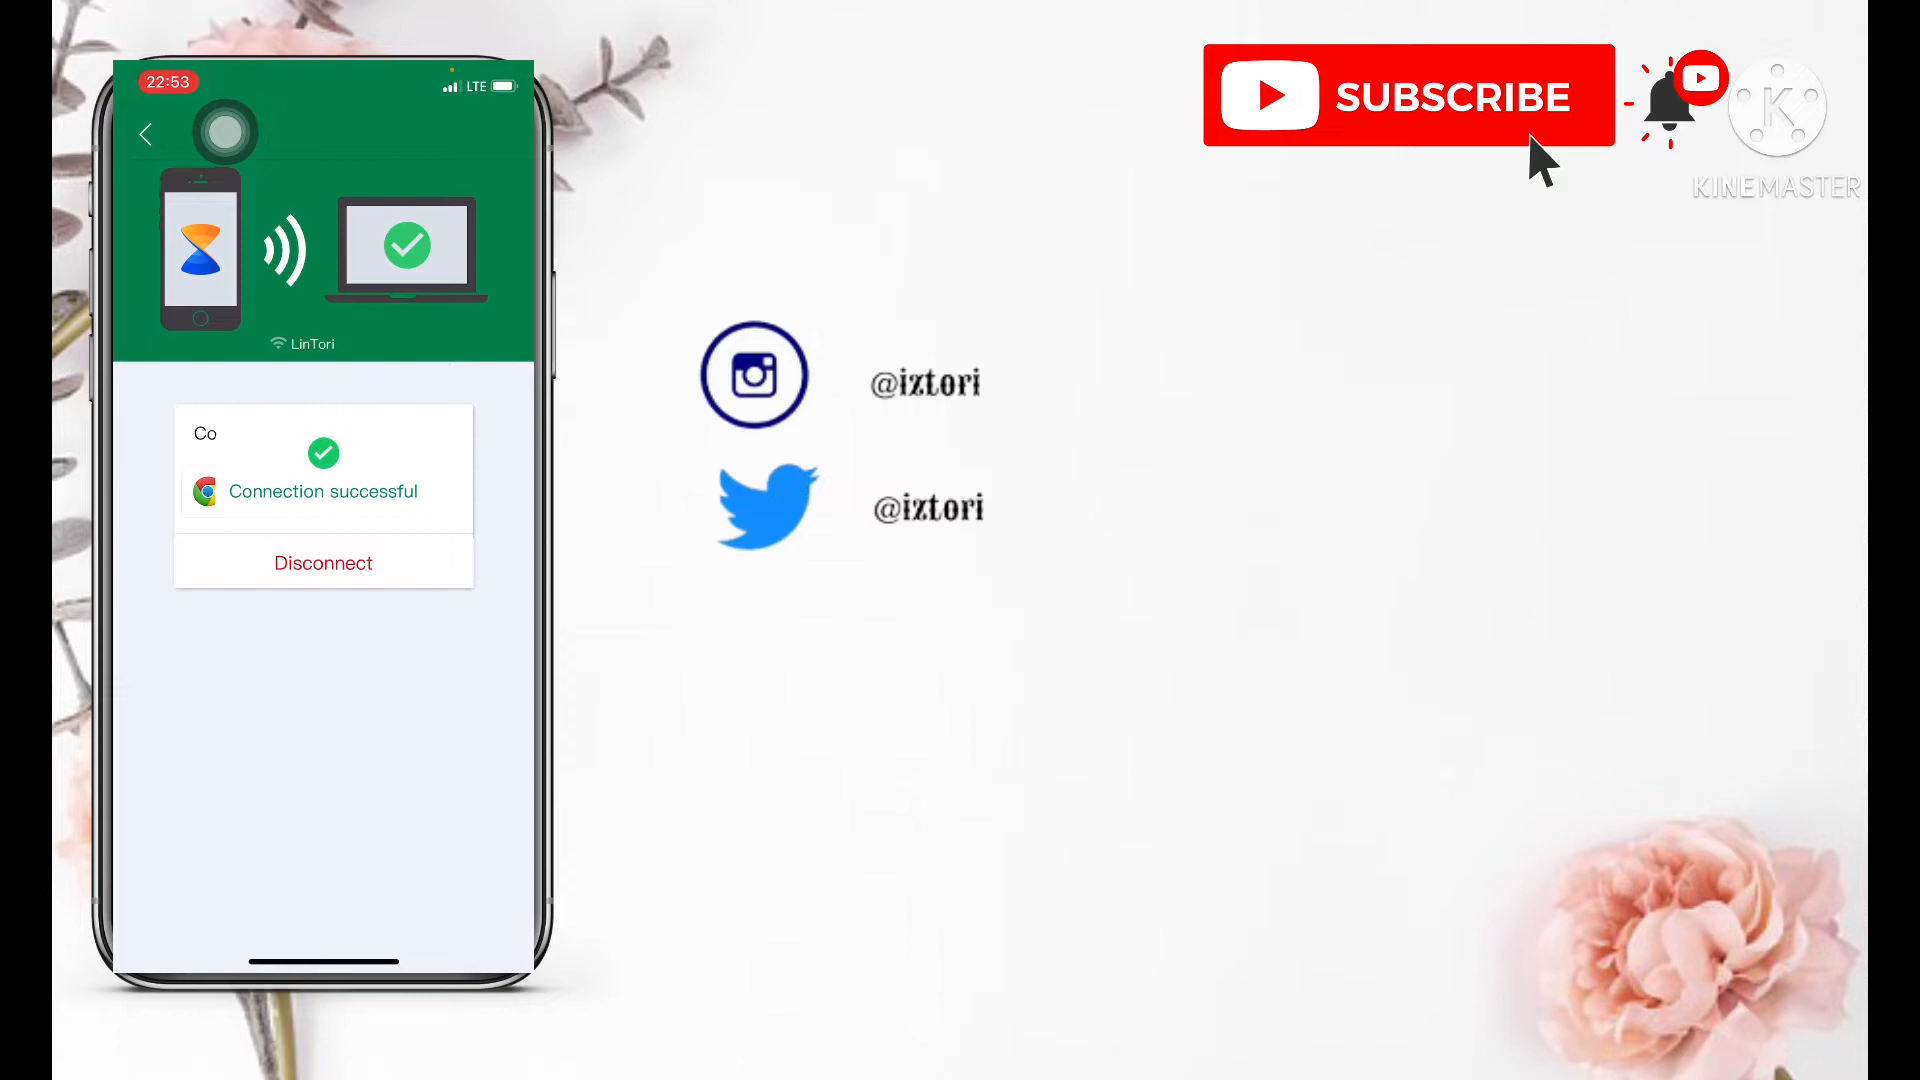 22:53
LTE
LinTori
Co
Connection successful
Disconnect
SUBSCRIBE
K
KINEMASTER
@iztori
@iztori